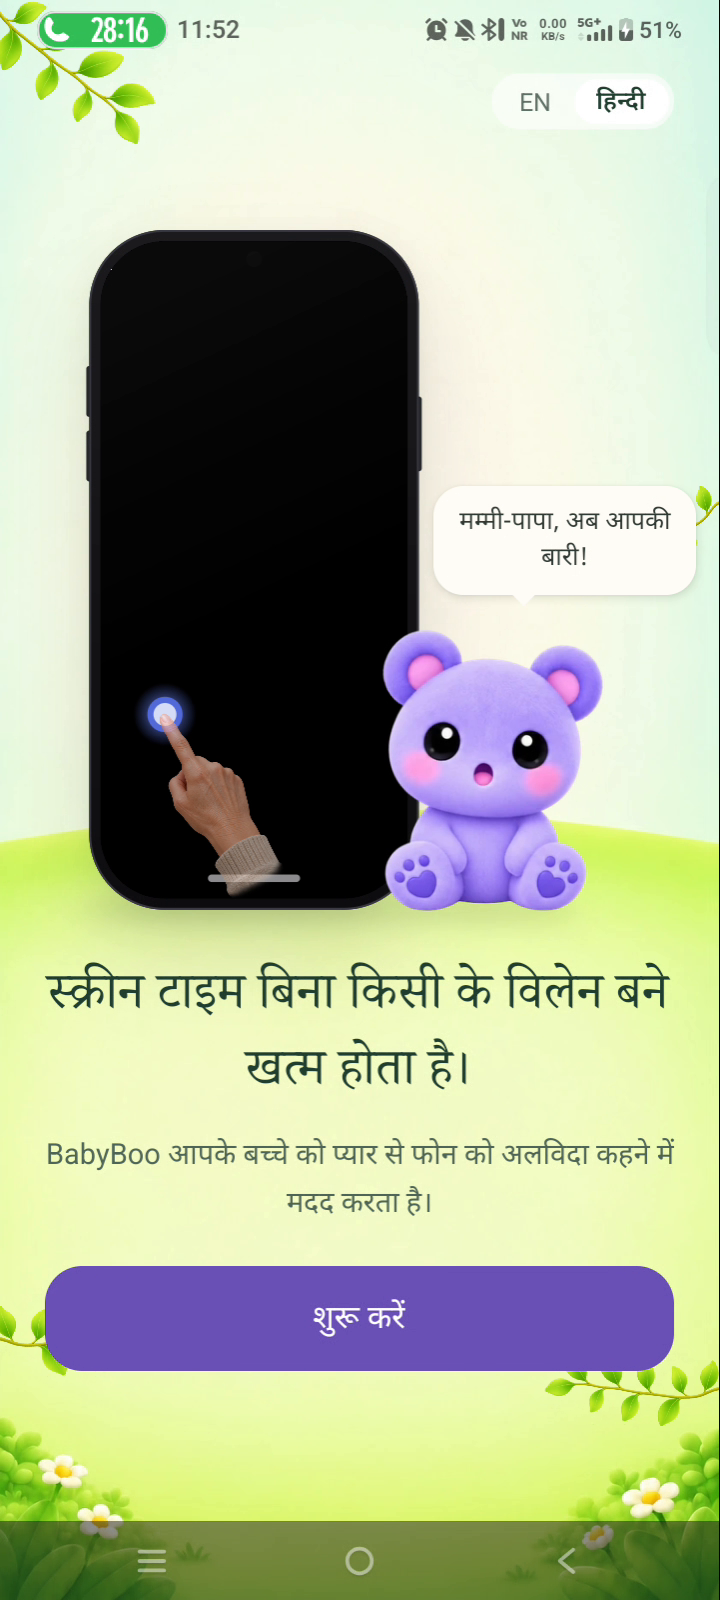 28:16 11:52 Vo NR 0.00 KB/s 5G+ 51%
EN हिन्दी
मम्मी-पापा, अब आपकी
बारी!
स्क्रीन टाइम बिना किसी के विलेन बने
खत्म होता है।
BabyBoo आपके बच्चे को प्यार से फोन को अलविदा कहने में
मदद करता है।
शुरू करें